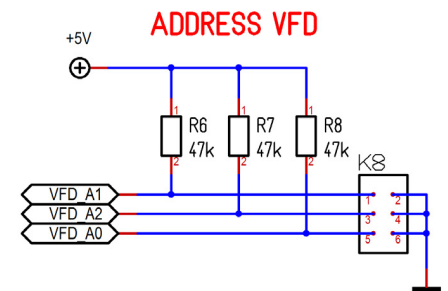 ADDRESS VFD
+5V
1 1 1
R6 R7 R8
47k 47k 47k
2 2 2
K8
VFD_A1 1 2
VFD_A2 3 4
VFD_A0 5 6